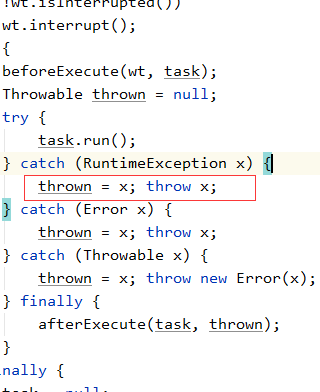 !wt.isInterrupted())
wt.interrupt();
{
beforeExecute(wt, task);
Throwable thrown = null;
try {
task.run();
} catch (RuntimeException x) {
thrown = x; throw x;
} catch (Error x) {
thrown = x; throw x;
} catch (Throwable x) {
thrown = x; throw new Error(x);
} finally {
afterExecute(task, thrown);
}
nally {